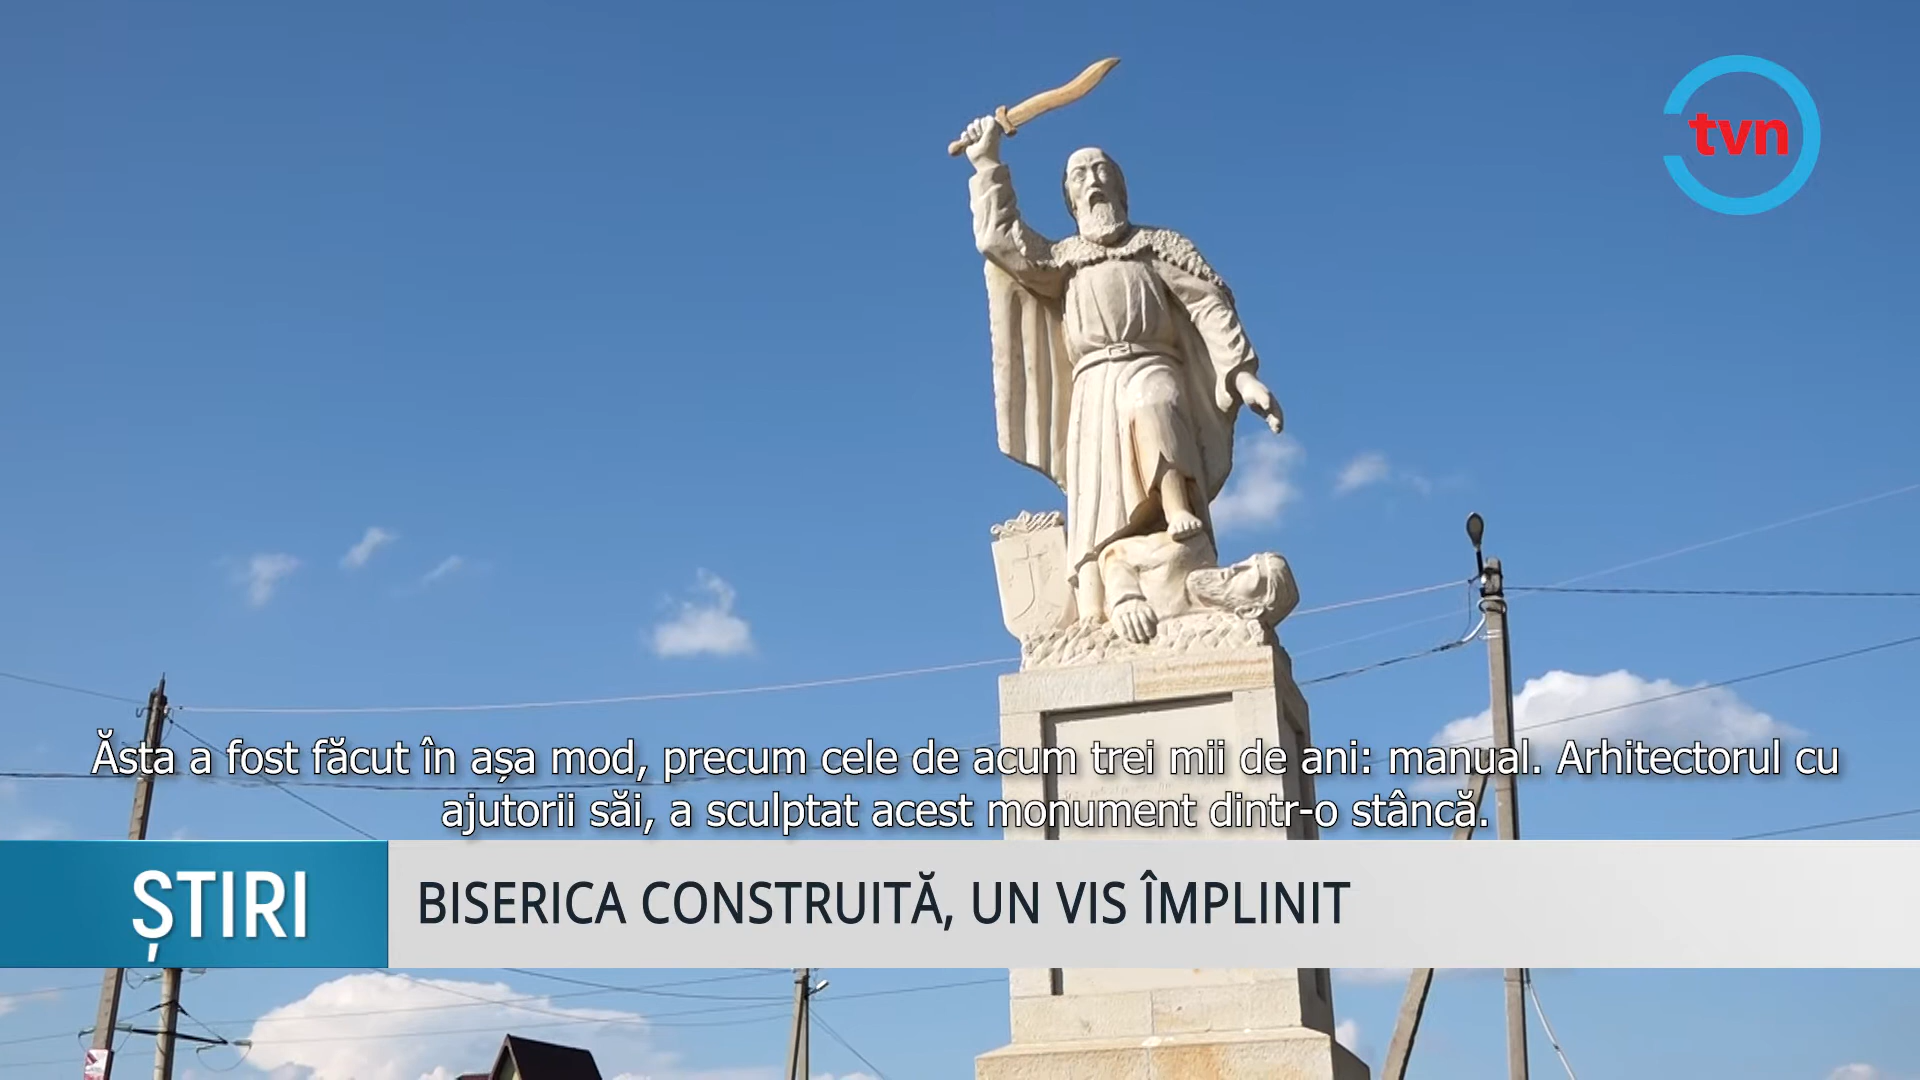 tvn
Ăsta a fost făcut în așa mod, precum cele de acum trei mii de ani: manual. Arhitectorul cu
ajutorii săi, a sculptat acest monument dintr-o stâncă.
ȘTIRI
BISERICA CONSTRUITĂ, UN VIS ÎMPLINIT